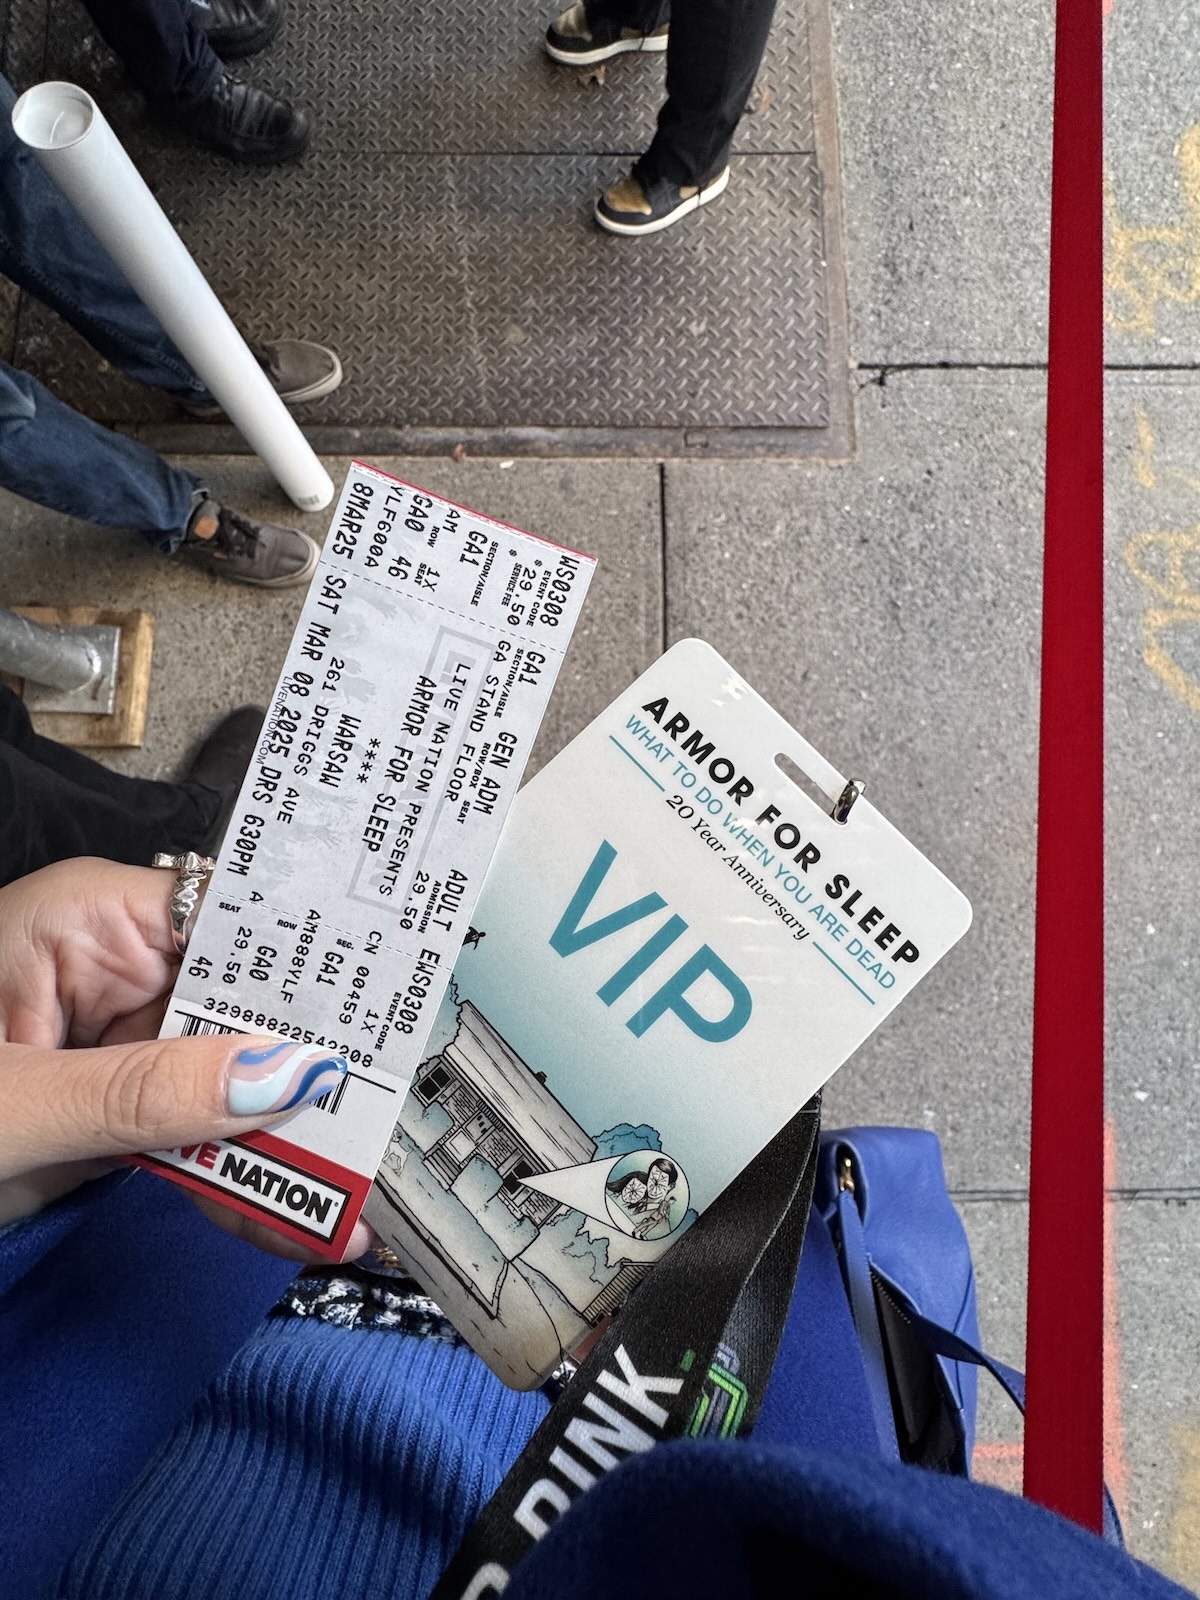 WS0308
EVENT CODE
$ 29.50
$ SERVICE FEE
SECTION/AISLE
GA1
AM
ROW
1X
SEAT
GA0 46
YLF600A
8MAR25
GA1 GEN ADM ADULT EWS0308
SECTION/AISLE ROW/BOX SEAT ADMISSION EVENT CODE
GA STAND FLOOR 29.50
LIVE NATION PRESENTS
ARMOR FOR SLEEP
****
WARSAW
261 DRIGGS AVE
SAT MAR 08 2025 DRS 630PM
LIVENATION.COM
CN 00459
1X
SEC.
GA1
AM888YLF
ROW
GA0
A 29.50
SEAT
46
32988822542208
LIVE NATION
ARMOR FOR SLEEP
WHAT TO DO WHEN YOU ARE DEAD
20 Year Anniversary
VIP
PINK